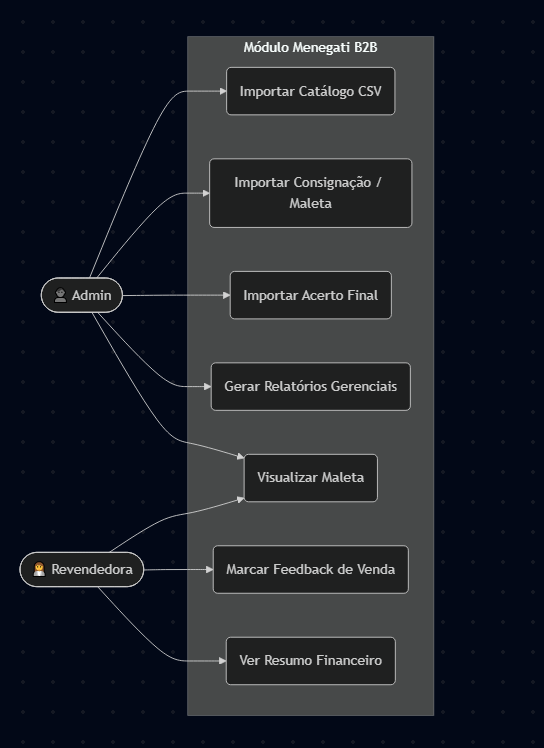 Módulo Menegati B2B
Importar Catálogo CSV
Importar Consignação /
Maleta
Admin
Importar Acerto Final
Gerar Relatórios Gerenciais
Visualizar Maleta
Revendedora
Marcar Feedback de Venda
Ver Resumo Financeiro